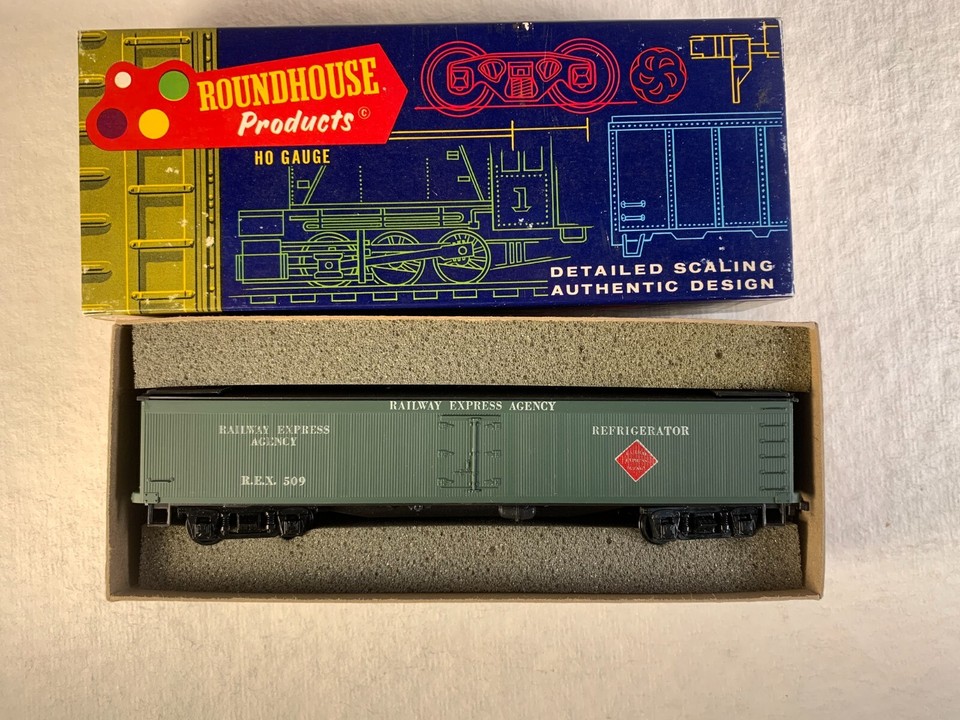 ROUNDHOUSE
Products ©
HO GAUGE
1
DETAILED SCALING
AUTHENTIC DESIGN
RAILWAY EXPRESS AGENCY
RAILWAY EXPRESS
AGENCY
R.E.X. 509
REFRIGERATOR